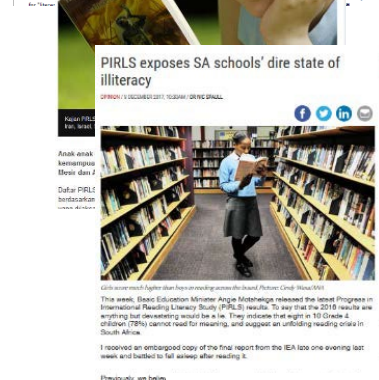 for "literac
Kajian PIRLS
Iran, Israel,
Anak-anak
kemampua
Mesir dan A
Daftar PIRLS
berdasarkan
PIRLS exposes SA schools' dire state of
illiteracy
OPINION / 9 DECEMBER 2017, 10:30AM / DR NIC SPAULL
Girls score much higher than boys in reading across the board. Picture: Cindy Waxa/ANA
This week, Basic Education Minister Angie Motshekga released the latest Progress in
International Reading Literacy Study (PIRLS) results. To say that the 2016 results are
anything but devastating would be a lie. They indicate that eight in 10 Grade 4
children (78%) cannot read for meaning, and suggest an unfolding reading crisis in
South Africa.
I received an embargoed copy of the final report from the IEA late one evening last
week and battled to fall asleep after reading it.
Previously, we believ